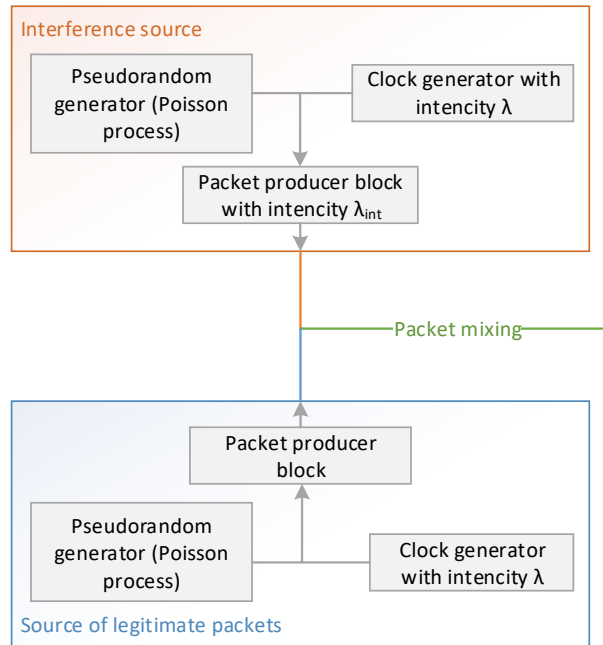 Interference source
Pseudorandom
generator (Poisson
process)
Clock generator with
intencity λ
Packet producer block
with intencity λint
Packet mixing
Packet producer
block
Pseudorandom
generator (Poisson
process)
Clock generator
with intencity λ
Source of legitimate packets